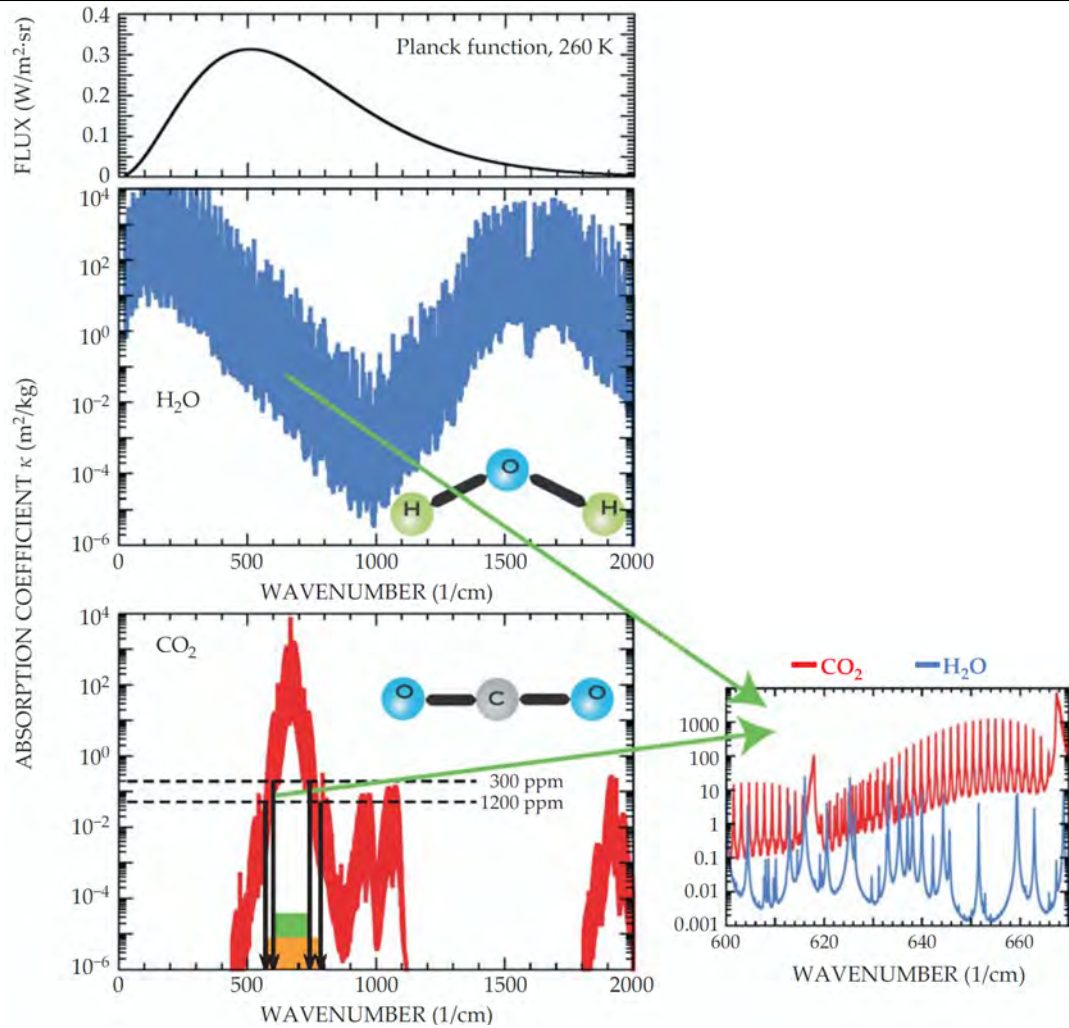 FLUX (W/m²·sr)
0.4
0.3
0.2
0.1
0
Planck function, 260 K
ABSORPTION COEFFICIENT κ (m²/kg)
10⁴
10²
10⁰
10⁻²
10⁻⁴
10⁻⁶
H₂O
H
O
H
0 500 1000 1500 2000
WAVENUMBER (1/cm)
10⁴
10²
10⁰
10⁻²
10⁻⁴
10⁻⁶
CO₂
O
C
O
300 ppm
1200 ppm
0 500 1000 1500 2000
WAVENUMBER (1/cm)
CO₂ H₂O
1000
100
10
1
0.1
0.01
0.001
600 620 640 660
WAVENUMBER (1/cm)